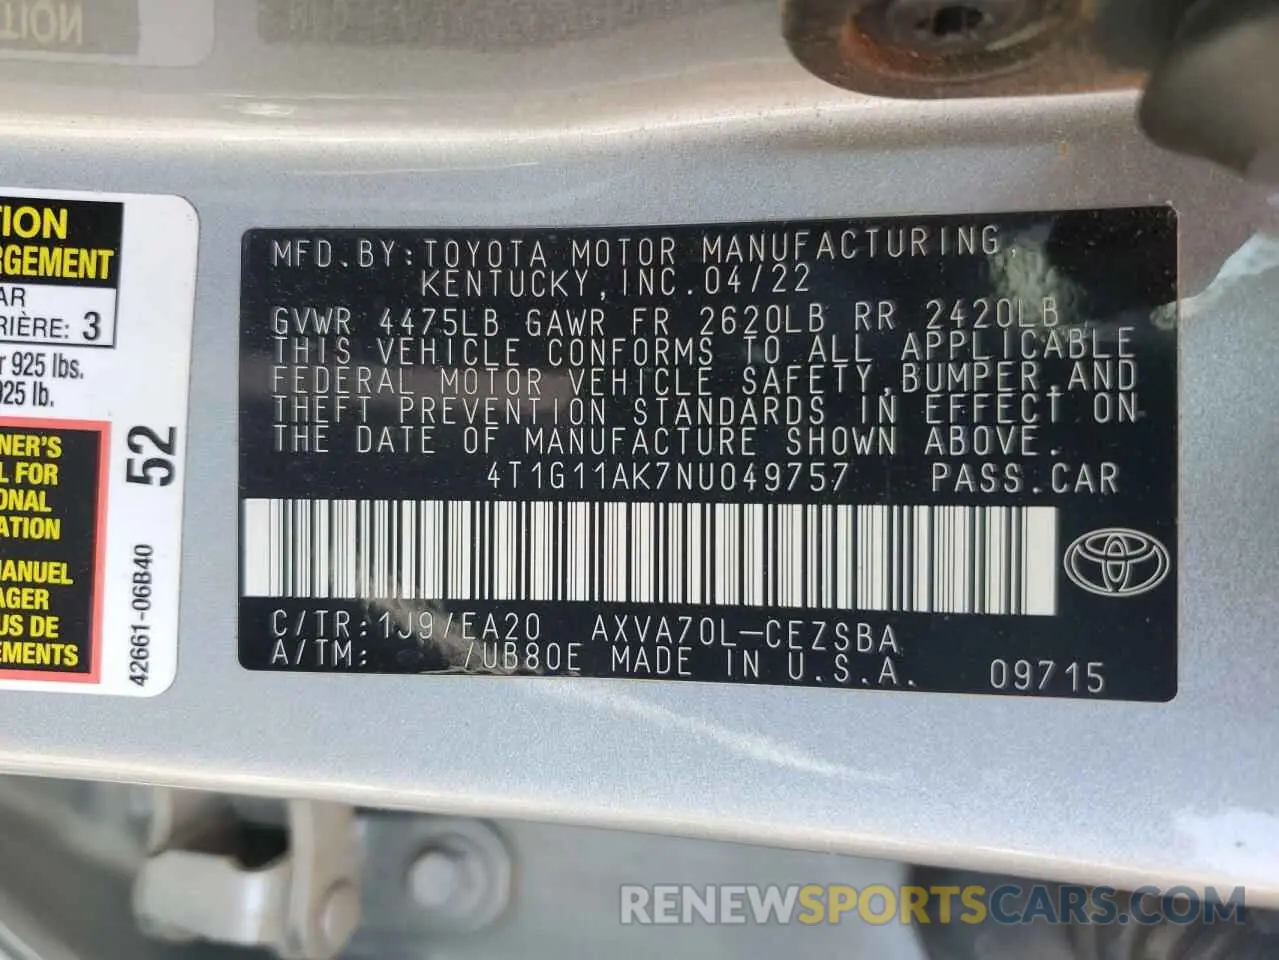 TION
RGEMENT
AR
RIÈRE: 3
r 925 lbs.
925 lb.
NER'S
L FOR
ONAL
ATION
MANUEL
AGER
US DE
EMENTS
52
42661-06B40
MFD.BY:TOYOTA MOTOR MANUFACTURING,
KENTUCKY,INC.04/22
GVWR 4475LB GAWR FR 2620LB RR 2420LB
THIS VEHICLE CONFORMS TO ALL APPLICABLE
FEDERAL MOTOR VEHICLE SAFETY,BUMPER,AND
THEFT PREVENTION STANDARDS IN EFFECT ON
THE DATE OF MANUFACTURE SHOWN ABOVE.
4T1G11AK7NU049757 PASS.CAR
C/TR:1J9/EA20 AXVA70L-CEZSBA
A/TM: /UB80E MADE IN U.S.A. 09715
RENEWSPORTSCARS.COM